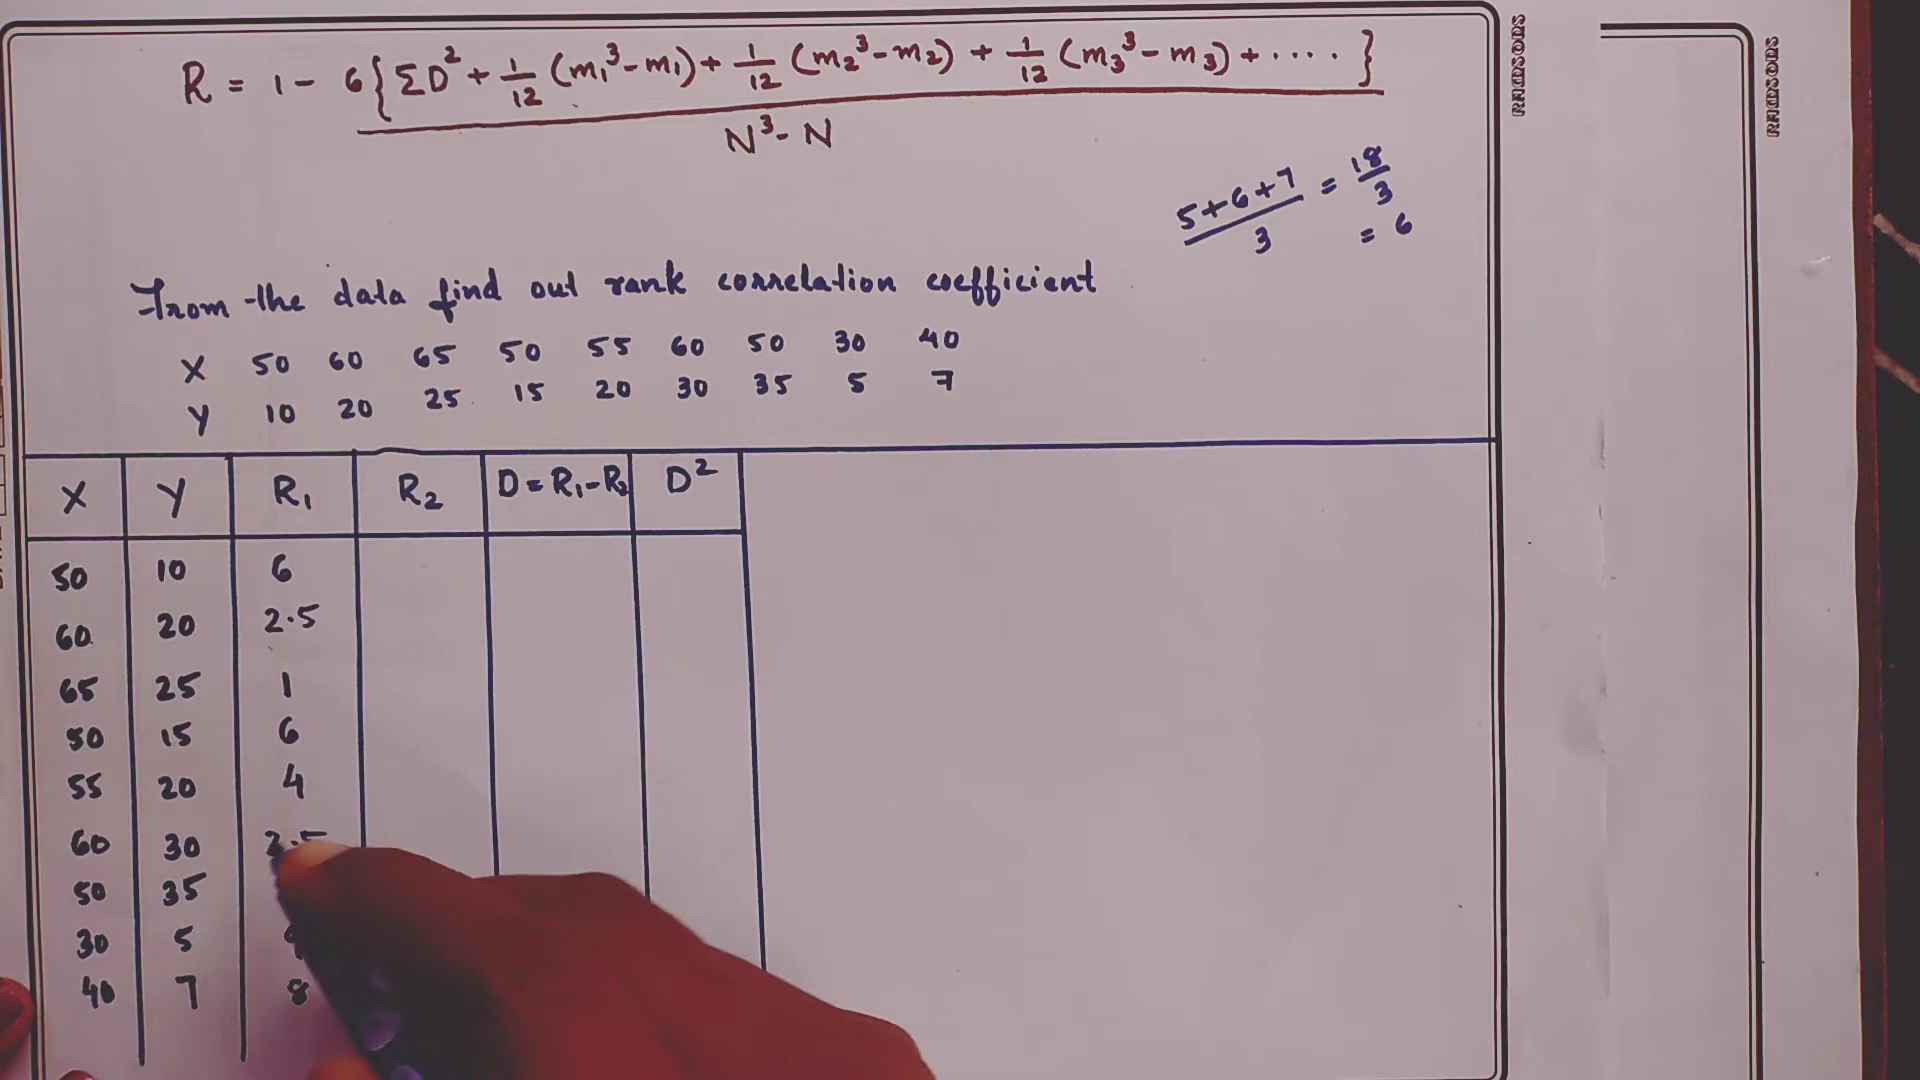 R = 1 - 6{ΣD² + 1/12 (m₁³ - m₁) + 1/12 (m₂³ - m₂) + 1/12 (m₃³ - m₃) + ....}
N³ - N
5+6+7/3 = 18/3
= 6
From the data find out rank correlation coefficient
X 50 60 65 50 55 60 50 30 40
Y 10 20 25 15 20 30 35 5 7
X Y R₁ R₂ D = R₁ - R₂ D²
50 10 6
60 20 2.5
65 25 1
50 15 6
55 20 4
60 30 2.5
50 35
30 5
40 7 8